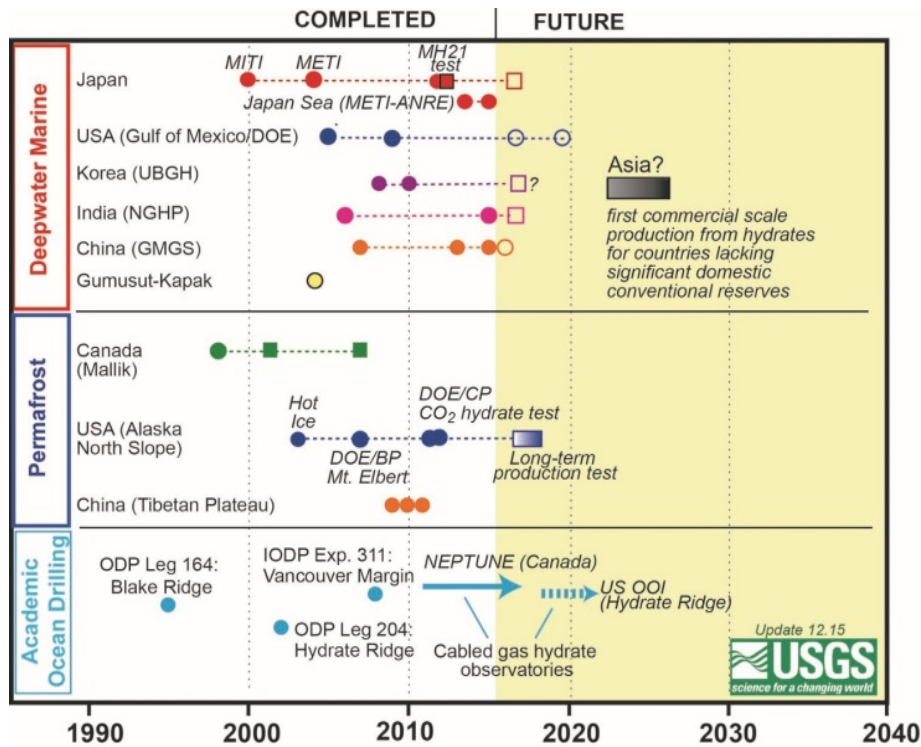 COMPLETED
FUTURE
Deepwater Marine
Japan
MITI
METI
MH21
test
Japan Sea (METI-ANRE)
USA (Gulf of Mexico/DOE)
Korea (UBGH)
?
India (NGHP)
China (GMGS)
Gumusut-Kapak
Asia?
first commercial scale
production from hydrates
for countries lacking
significant domestic
conventional reserves
Permafrost
Canada
(Mallik)
USA (Alaska
North Slope)
Hot
Ice
DOE/BP
Mt. Elbert
DOE/CP
CO₂ hydrate test
Long-term
production test
China (Tibetan Plateau)
Academic
Ocean Drilling
ODP Leg 164:
Blake Ridge
IODP Exp. 311:
Vancouver Margin
ODP Leg 204:
Hydrate Ridge
NEPTUNE (Canada)
US OOI
(Hydrate Ridge)
Cabled gas hydrate
observatories
Update 12.15
USGS
science for a changing world
1990
2000
2010
2020
2030
2040